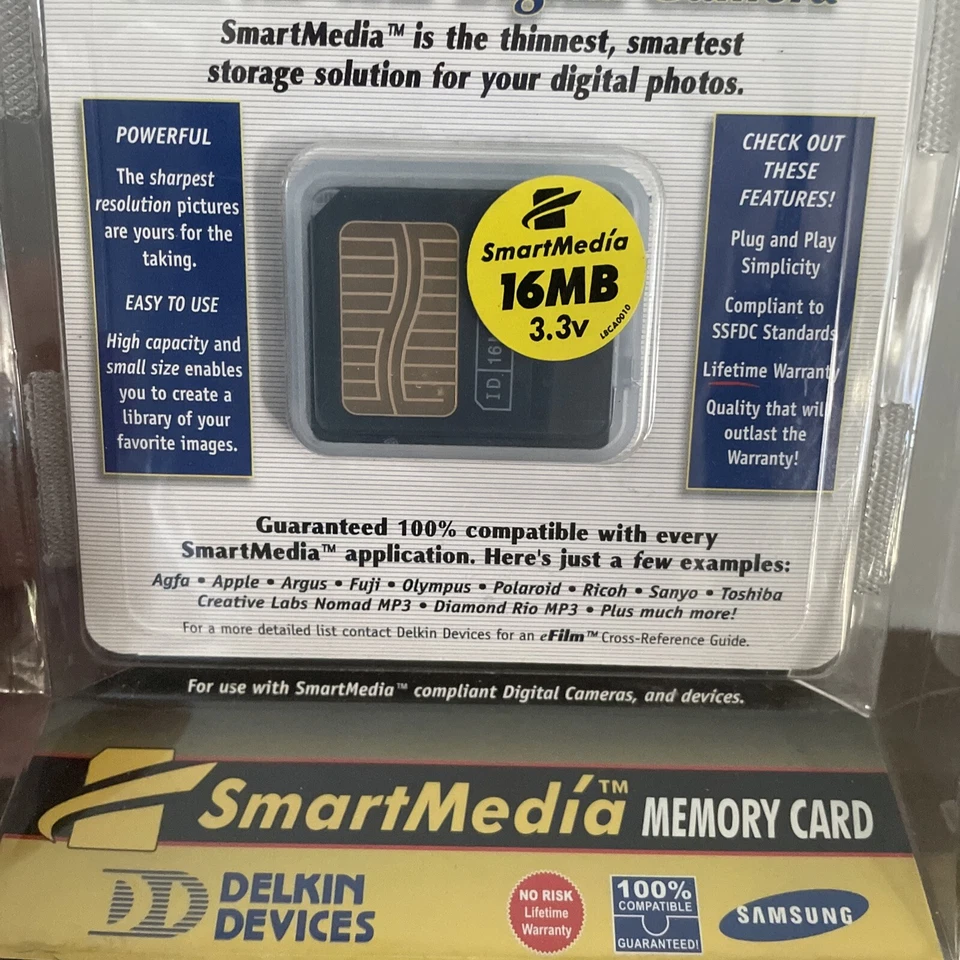 SmartMedia™ is the thinnest, smartest
storage solution for your digital photos.
POWERFUL
The sharpest
resolution pictures
are yours for the
taking.
EASY TO USE
High capacity and
small size enables
you to create a
library of your
favorite images.
SmartMedía
16MB
3.3v
LBCA0010
ID
16
CHECK OUT
THESE
FEATURES!
Plug and Play
Simplicity
Compliant to
SSFDC Standards
Lifetime Warranty
Quality that will
outlast the
Warranty!
Guaranteed 100% compatible with every
SmartMedia™ application. Here's just a few examples:
Agfa • Apple • Argus • Fuji • Olympus • Polaroid • Ricoh • Sanyo • Toshiba
Creative Labs Nomad MP3 • Diamond Rio MP3 • Plus much more!
For a more detailed list contact Delkin Devices for an eFilm™ Cross-Reference Guide.
For use with SmartMedia™ compliant Digital Cameras, and devices.
SmartMedía™ MEMORY CARD
DELKIN
DEVICES
NO RISK
Lifetime
Warranty
100%
COMPATIBLE
GUARANTEED!
SAMSUNG